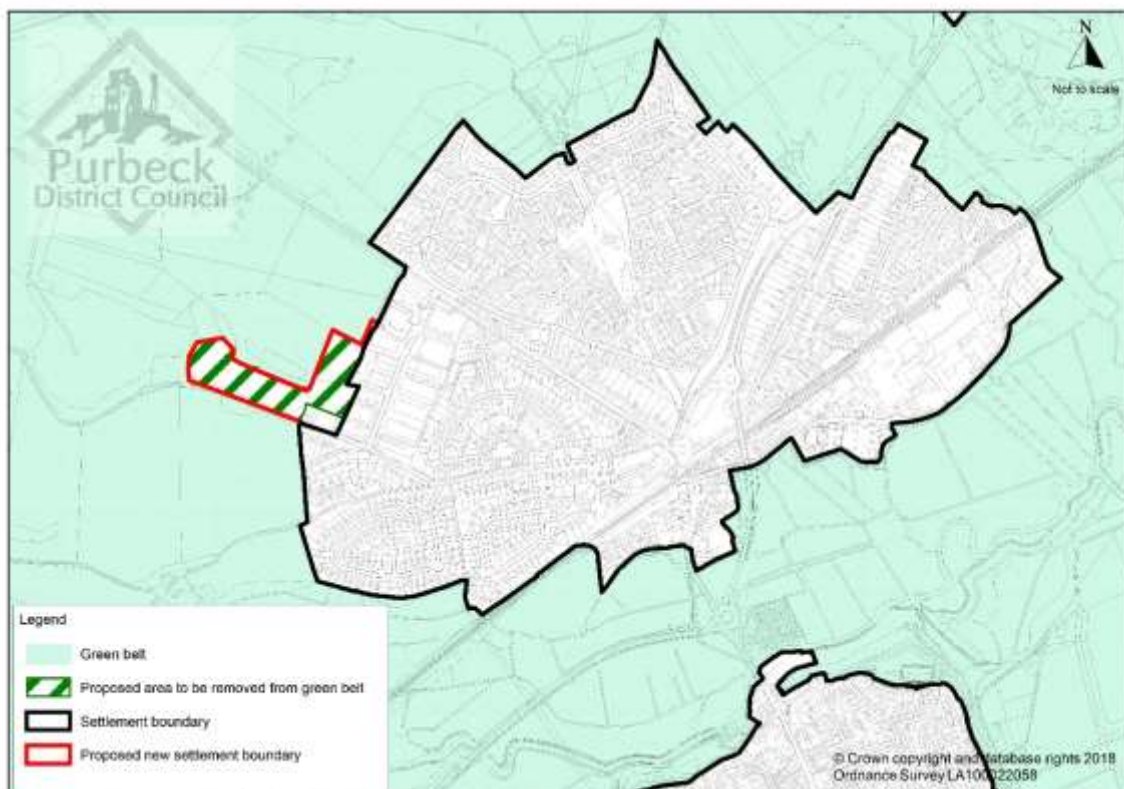 Purbeck
District Council
N
Not to scale
Legend
Green belt
Proposed area to be removed from green belt
Settlement boundary
Proposed new settlement boundary
© Crown copyright and database rights 2018
Ordnance Survey LA100022058